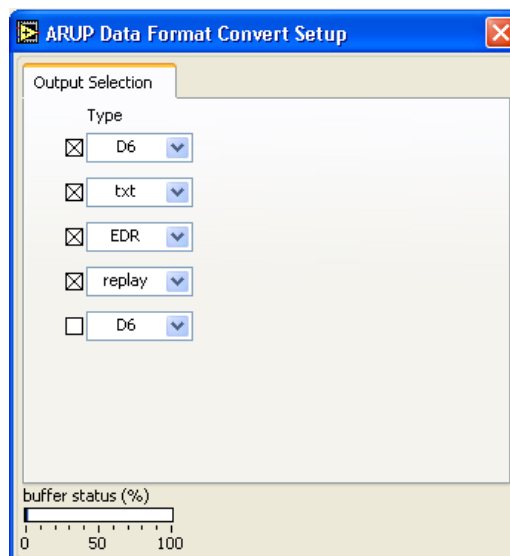 ARUP Data Format Convert Setup
Output Selection
Type
D6
txt
EDR
replay
D6
buffer status (%)
0 50 100